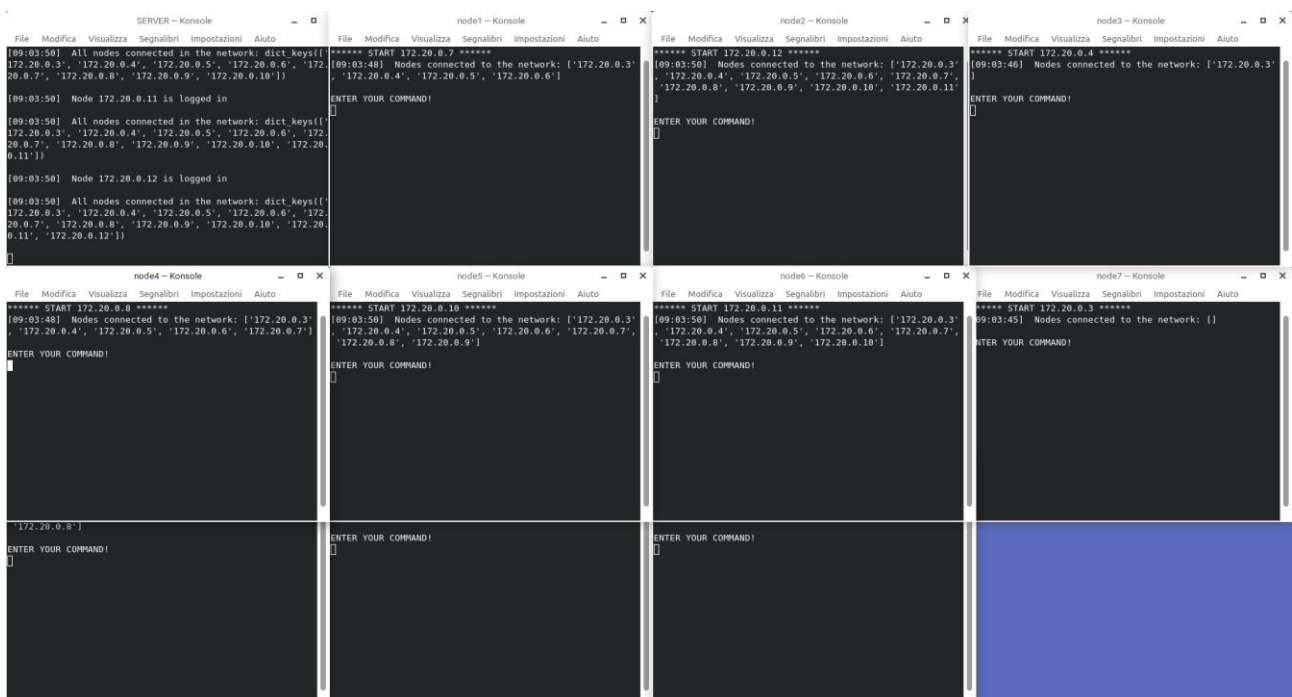 SERVER — Konsole
File Modifica Visualizza Segnalibri Impostazioni Aiuto
[09:03:50] All nodes connected in the network: dict_keys(['
172.20.0.3', '172.20.0.4', '172.20.0.5', '172.20.0.6', '172.
20.0.7', '172.20.0.8', '172.20.0.9', '172.20.0.10'])
[09:03:50] Node 172.20.0.11 is logged in
[09:03:50] All nodes connected in the network: dict_keys(['
172.20.0.3', '172.20.0.4', '172.20.0.5', '172.20.0.6', '172.
20.0.7', '172.20.0.8', '172.20.0.9', '172.20.0.10', '172.20.
0.11'])
[09:03:50] Node 172.20.0.12 is logged in
[09:03:50] All nodes connected in the network: dict_keys(['
172.20.0.3', '172.20.0.4', '172.20.0.5', '172.20.0.6', '172.
20.0.7', '172.20.0.8', '172.20.0.9', '172.20.0.10', '172.20.
0.11', '172.20.0.12'])
node1 — Konsole
File Modifica Visualizza Segnalibri Impostazioni Aiuto
****** START 172.20.0.7 ******
[09:03:48] Nodes connected to the network: ['172.20.0.3'
, '172.20.0.4', '172.20.0.5', '172.20.0.6']
ENTER YOUR COMMAND!
node2 — Konsole
File Modifica Visualizza Segnalibri Impostazioni Aiuto
****** START 172.20.0.12 ******
[09:03:50] Nodes connected to the network: ['172.20.0.3'
, '172.20.0.4', '172.20.0.5', '172.20.0.6', '172.20.0.7',
'172.20.0.8', '172.20.0.9', '172.20.0.10', '172.20.0.11'
]
ENTER YOUR COMMAND!
node3 — Konsole
File Modifica Visualizza Segnalibri Impostazioni Aiuto
****** START 172.20.0.4 ******
[09:03:46] Nodes connected to the network: ['172.20.0.3'
]
ENTER YOUR COMMAND!
node4 — Konsole
File Modifica Visualizza Segnalibri Impostazioni Aiuto
****** START 172.20.0.8 ******
[09:03:48] Nodes connected to the network: ['172.20.0.3'
, '172.20.0.4', '172.20.0.5', '172.20.0.6', '172.20.0.7']
ENTER YOUR COMMAND!
node5 — Konsole
File Modifica Visualizza Segnalibri Impostazioni Aiuto
****** START 172.20.0.10 ******
[09:03:50] Nodes connected to the network: ['172.20.0.3'
, '172.20.0.4', '172.20.0.5', '172.20.0.6', '172.20.0.7',
'172.20.0.8', '172.20.0.9']
ENTER YOUR COMMAND!
node6 — Konsole
File Modifica Visualizza Segnalibri Impostazioni Aiuto
****** START 172.20.0.11 ******
[09:03:50] Nodes connected to the network: ['172.20.0.3'
, '172.20.0.4', '172.20.0.5', '172.20.0.6', '172.20.0.7',
'172.20.0.8', '172.20.0.9', '172.20.0.10']
ENTER YOUR COMMAND!
node7 — Konsole
File Modifica Visualizza Segnalibri Impostazioni Aiuto
****** START 172.20.0.3 ******
09:03:45] Nodes connected to the network: []
NTER YOUR COMMAND!
'172.20.0.8']
ENTER YOUR COMMAND!
ENTER YOUR COMMAND!
ENTER YOUR COMMAND!